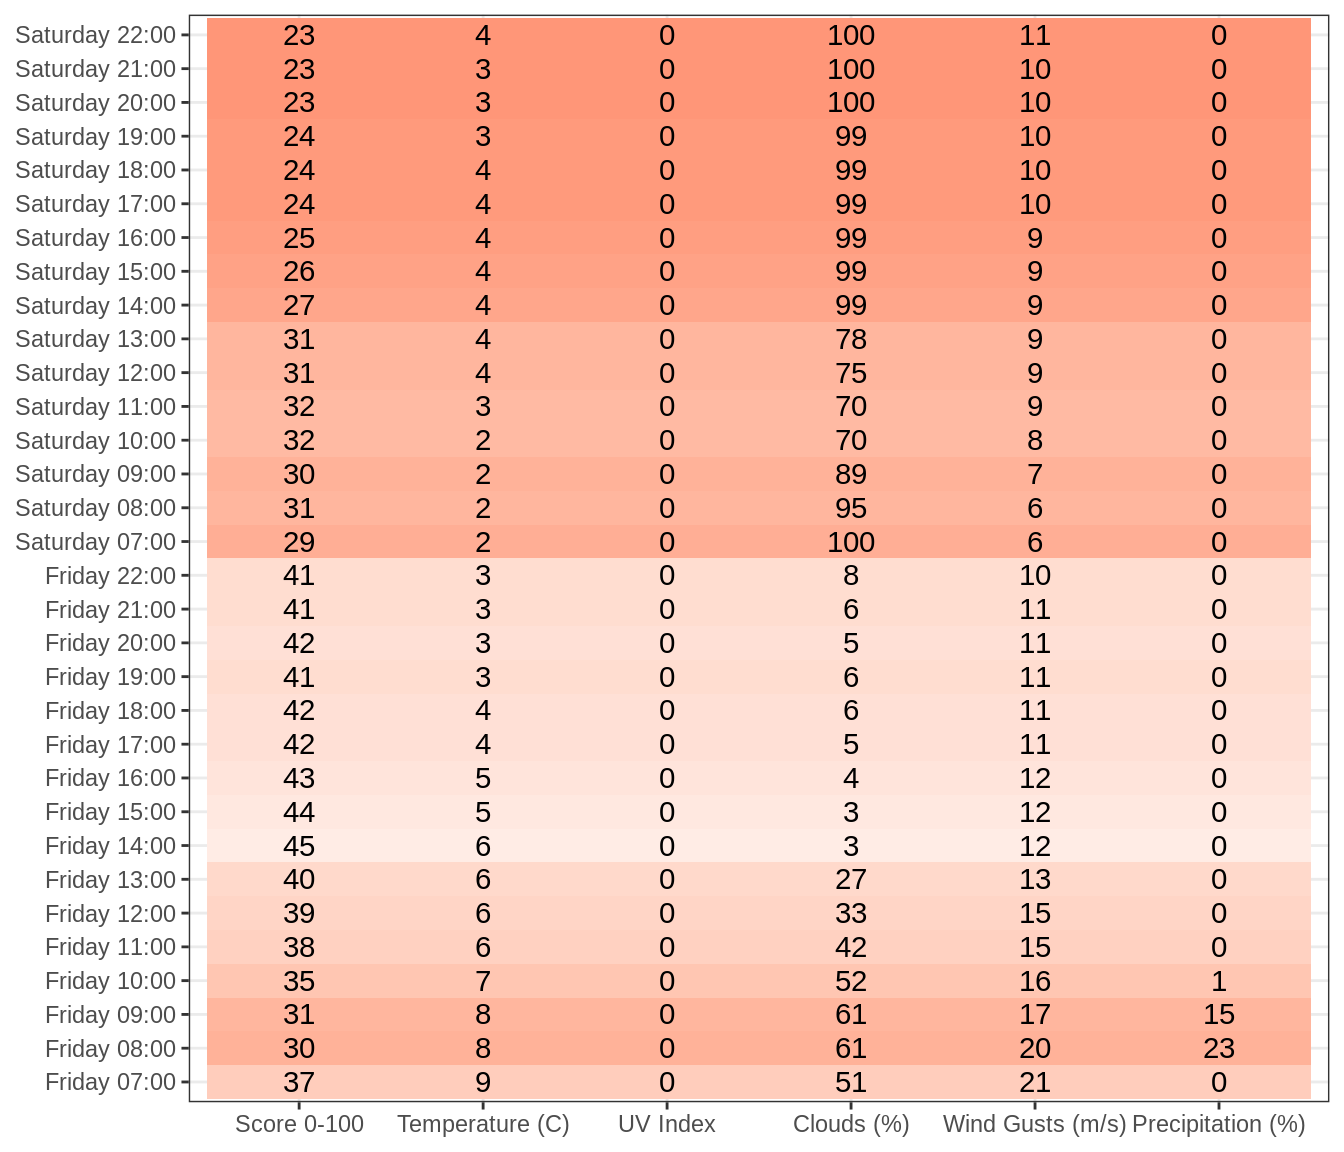 Saturday 22:00 23 4 0 100 11 0
Saturday 21:00 23 3 0 100 10 0
Saturday 20:00 23 3 0 100 10 0
Saturday 19:00 24 3 0 99 10 0
Saturday 18:00 24 4 0 99 10 0
Saturday 17:00 24 4 0 99 10 0
Saturday 16:00 25 4 0 99 9 0
Saturday 15:00 26 4 0 99 9 0
Saturday 14:00 27 4 0 99 9 0
Saturday 13:00 31 4 0 78 9 0
Saturday 12:00 31 4 0 75 9 0
Saturday 11:00 32 3 0 70 9 0
Saturday 10:00 32 2 0 70 8 0
Saturday 09:00 30 2 0 89 7 0
Saturday 08:00 31 2 0 95 6 0
Saturday 07:00 29 2 0 100 6 0
Friday 22:00 41 3 0 8 10 0
Friday 21:00 41 3 0 6 11 0
Friday 20:00 42 3 0 5 11 0
Friday 19:00 41 3 0 6 11 0
Friday 18:00 42 4 0 6 11 0
Friday 17:00 42 4 0 5 11 0
Friday 16:00 43 5 0 4 12 0
Friday 15:00 44 5 0 3 12 0
Friday 14:00 45 6 0 3 12 0
Friday 13:00 40 6 0 27 13 0
Friday 12:00 39 6 0 33 15 0
Friday 11:00 38 6 0 42 15 0
Friday 10:00 35 7 0 52 16 1
Friday 09:00 31 8 0 61 17 15
Friday 08:00 30 8 0 61 20 23
Friday 07:00 37 9 0 51 21 0
Score 0-100 Temperature (C) UV Index Clouds (%) Wind Gusts (m/s) Precipitation (%)